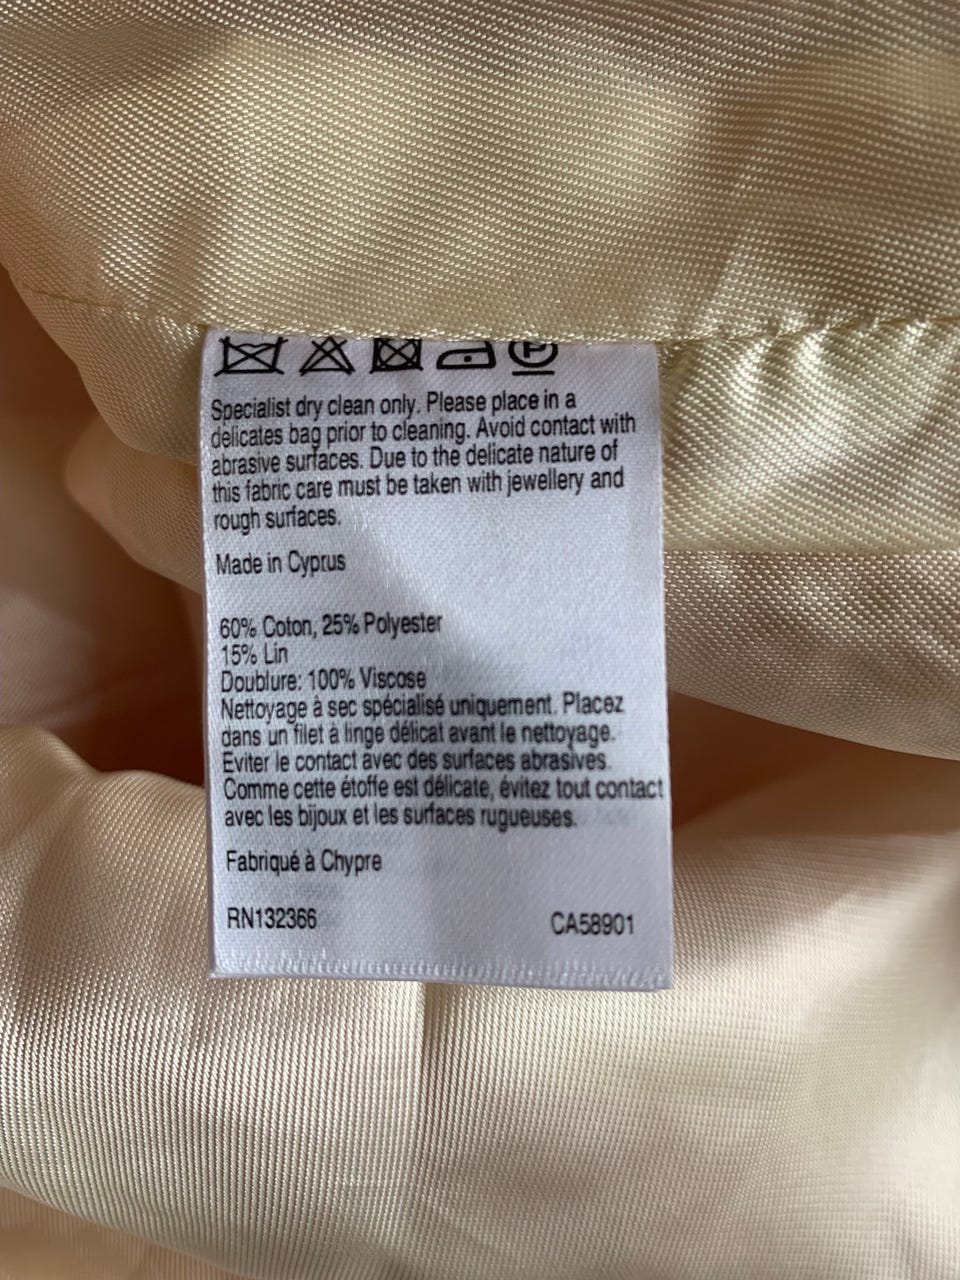 P
Specialist dry clean only. Please place in a
delicates bag prior to cleaning. Avoid contact with
abrasive surfaces. Due to the delicate nature of
this fabric care must be taken with jewellery and
rough surfaces.
Made in Cyprus
60% Coton, 25% Polyester
15% Lin
Doublure: 100% Viscose
Nettoyage à sec spécialisé uniquement. Placez
dans un filet à linge délicat avant le nettoyage.
Éviter le contact avec des surfaces abrasives.
Comme cette étoffe est délicate, évitez tout contact
avec les bijoux et les surfaces rugueuses.
Fabriqué à Chypre
RN132366 CA58901